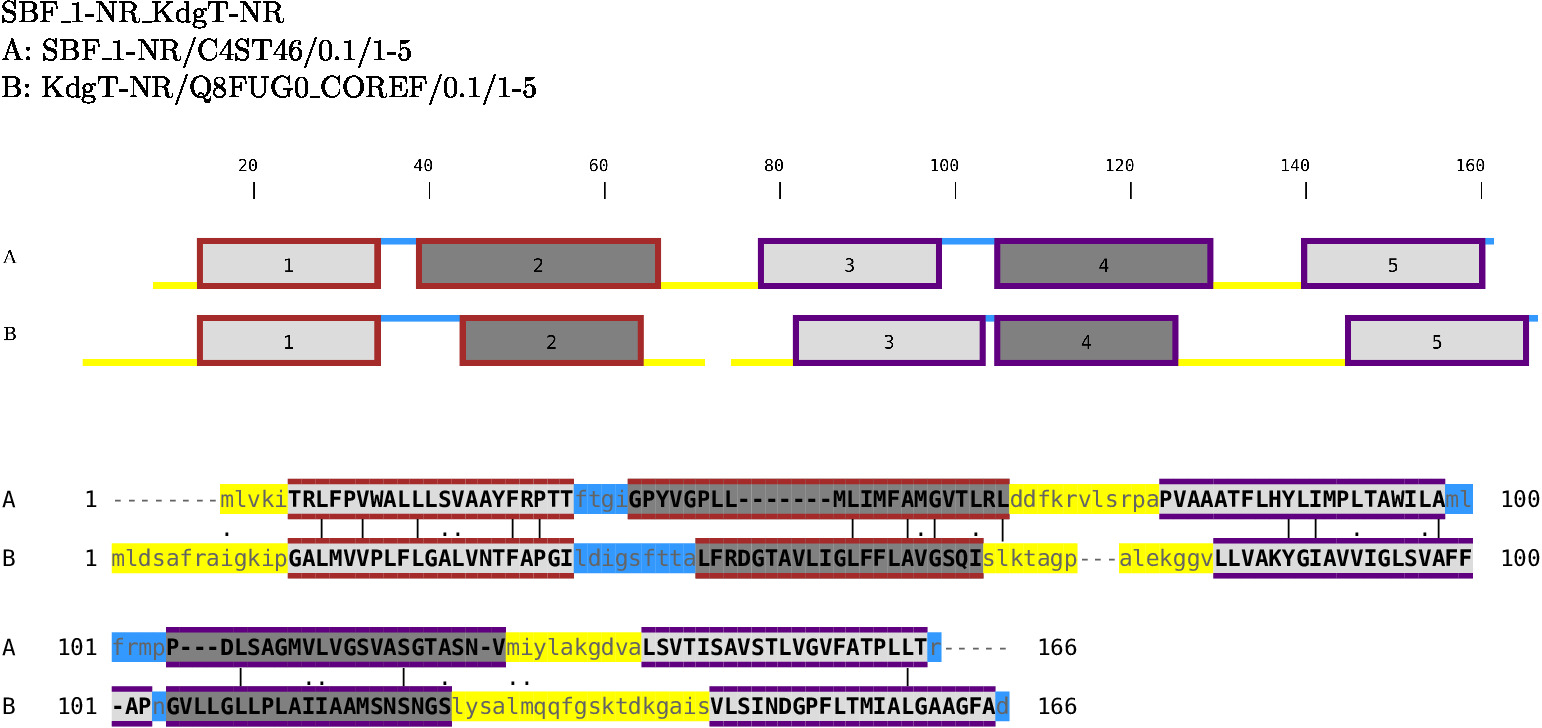 SBF_1-NR_KdgT-NR
A: SBF_1-NR/C4ST46/0.1/1-5
B: KdgT-NR/Q8FUG0_COREF/0.1/1-5
20 40 60 80 100 120 140 160
A 1 2 3 4 5
B 1 2 3 4 5
A 1 --------mlvkiTRLFPVWALLLSVAAYFRPTTftgiGPYVGPLL-------MLIMFAMGVTLRLddfkrvlsrpaPVAAATFLHYLIMPLTAWILAml 100
B 1 mldsafraigkipGALMVVPLFLGALVNTFAPGIldigsfttaLFRDGTAVLIGLFFLAVGSQIslktagp---alekggvLLVAKYGIAVVIGLSVAFF 100
A 101 frmpP---DLSAGMVLVGSVASGTASN-VmiylakgdvaLSVTISAVSTLVGVFATPLLTr----- 166
B 101 -APnGVLLGLLPLAIIAAMSNSNGSlysalmqqfgsktdkgaisVLSINDGPFLTMIALGAAGFAd 166